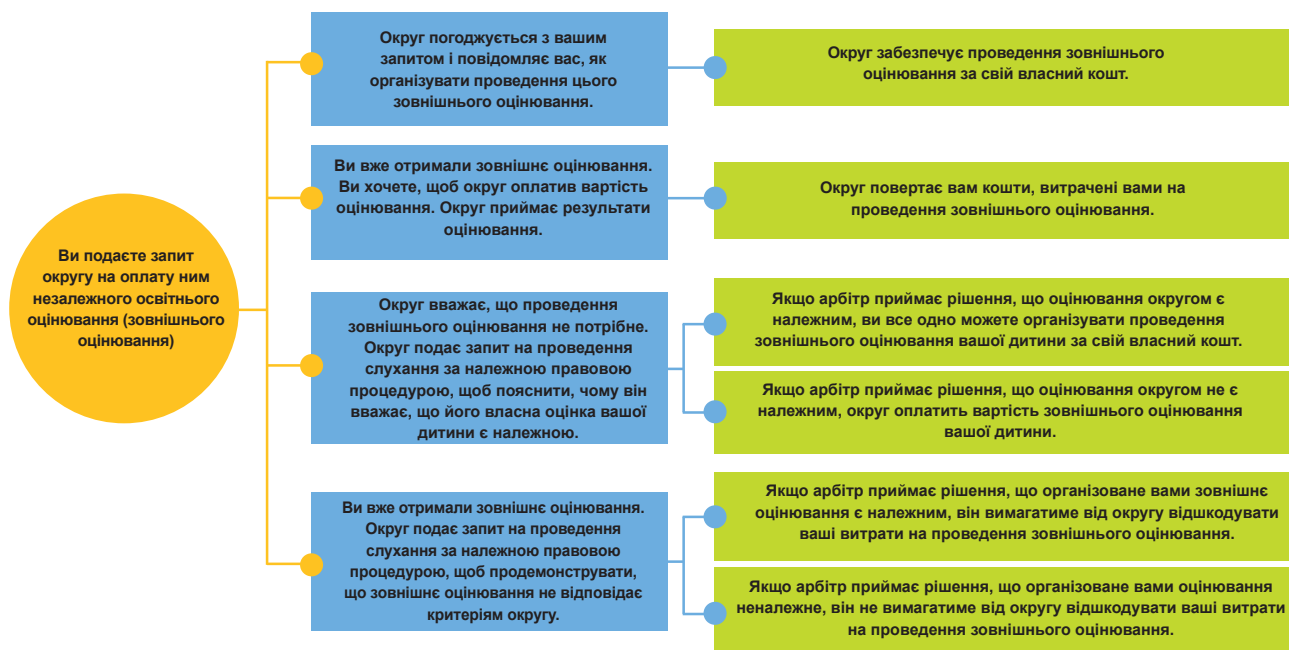 Ви подаєте запит
округу на оплату ним
незалежного освітнього
оцінювання (зовнішнього
оцінювання)
Округ погоджується з вашим
запитом і повідомляє вас, як
організувати проведення цього
зовнішнього оцінювання.
Округ забезпечує проведення зовнішнього
оцінювання за свій власний кошт.
Ви вже отримали зовнішнє оцінювання.
Ви хочете, щоб округ оплатив вартість
оцінювання. Округ приймає результати
оцінювання.
Округ повертає вам кошти, витрачені вами на
проведення зовнішнього оцінювання.
Округ вважає, що проведення
зовнішнього оцінювання не потрібне.
Округ подає запит на проведення
слухання за належною правовою
процедурою, щоб пояснити, чому він
вважає, що його власна оцінка вашої
дитини є належною.
Якщо арбітр приймає рішення, що оцінювання округом є
належним, ви все одно можете організувати проведення
зовнішнього оцінювання вашої дитини за свій власний кошт.
Якщо арбітр приймає рішення, що оцінювання округом не є
належним, округ оплатить вартість зовнішнього оцінювання
вашої дитини.
Ви вже отримали зовнішнє оцінювання.
Округ подає запит на проведення
слухання за належною правовою
процедурою, щоб продемонструвати,
що зовнішнє оцінювання не відповідає
критеріям округу.
Якщо арбітр приймає рішення, що організоване вами зовнішнє
оцінювання є належним, він вимагатиме від округу відшкодувати
ваші витрати на проведення зовнішнього оцінювання.
Якщо арбітр приймає рішення, що організоване вами оцінювання
неналежне, він не вимагатиме від округу відшкодувати ваші витрати
на проведення зовнішнього оцінювання.